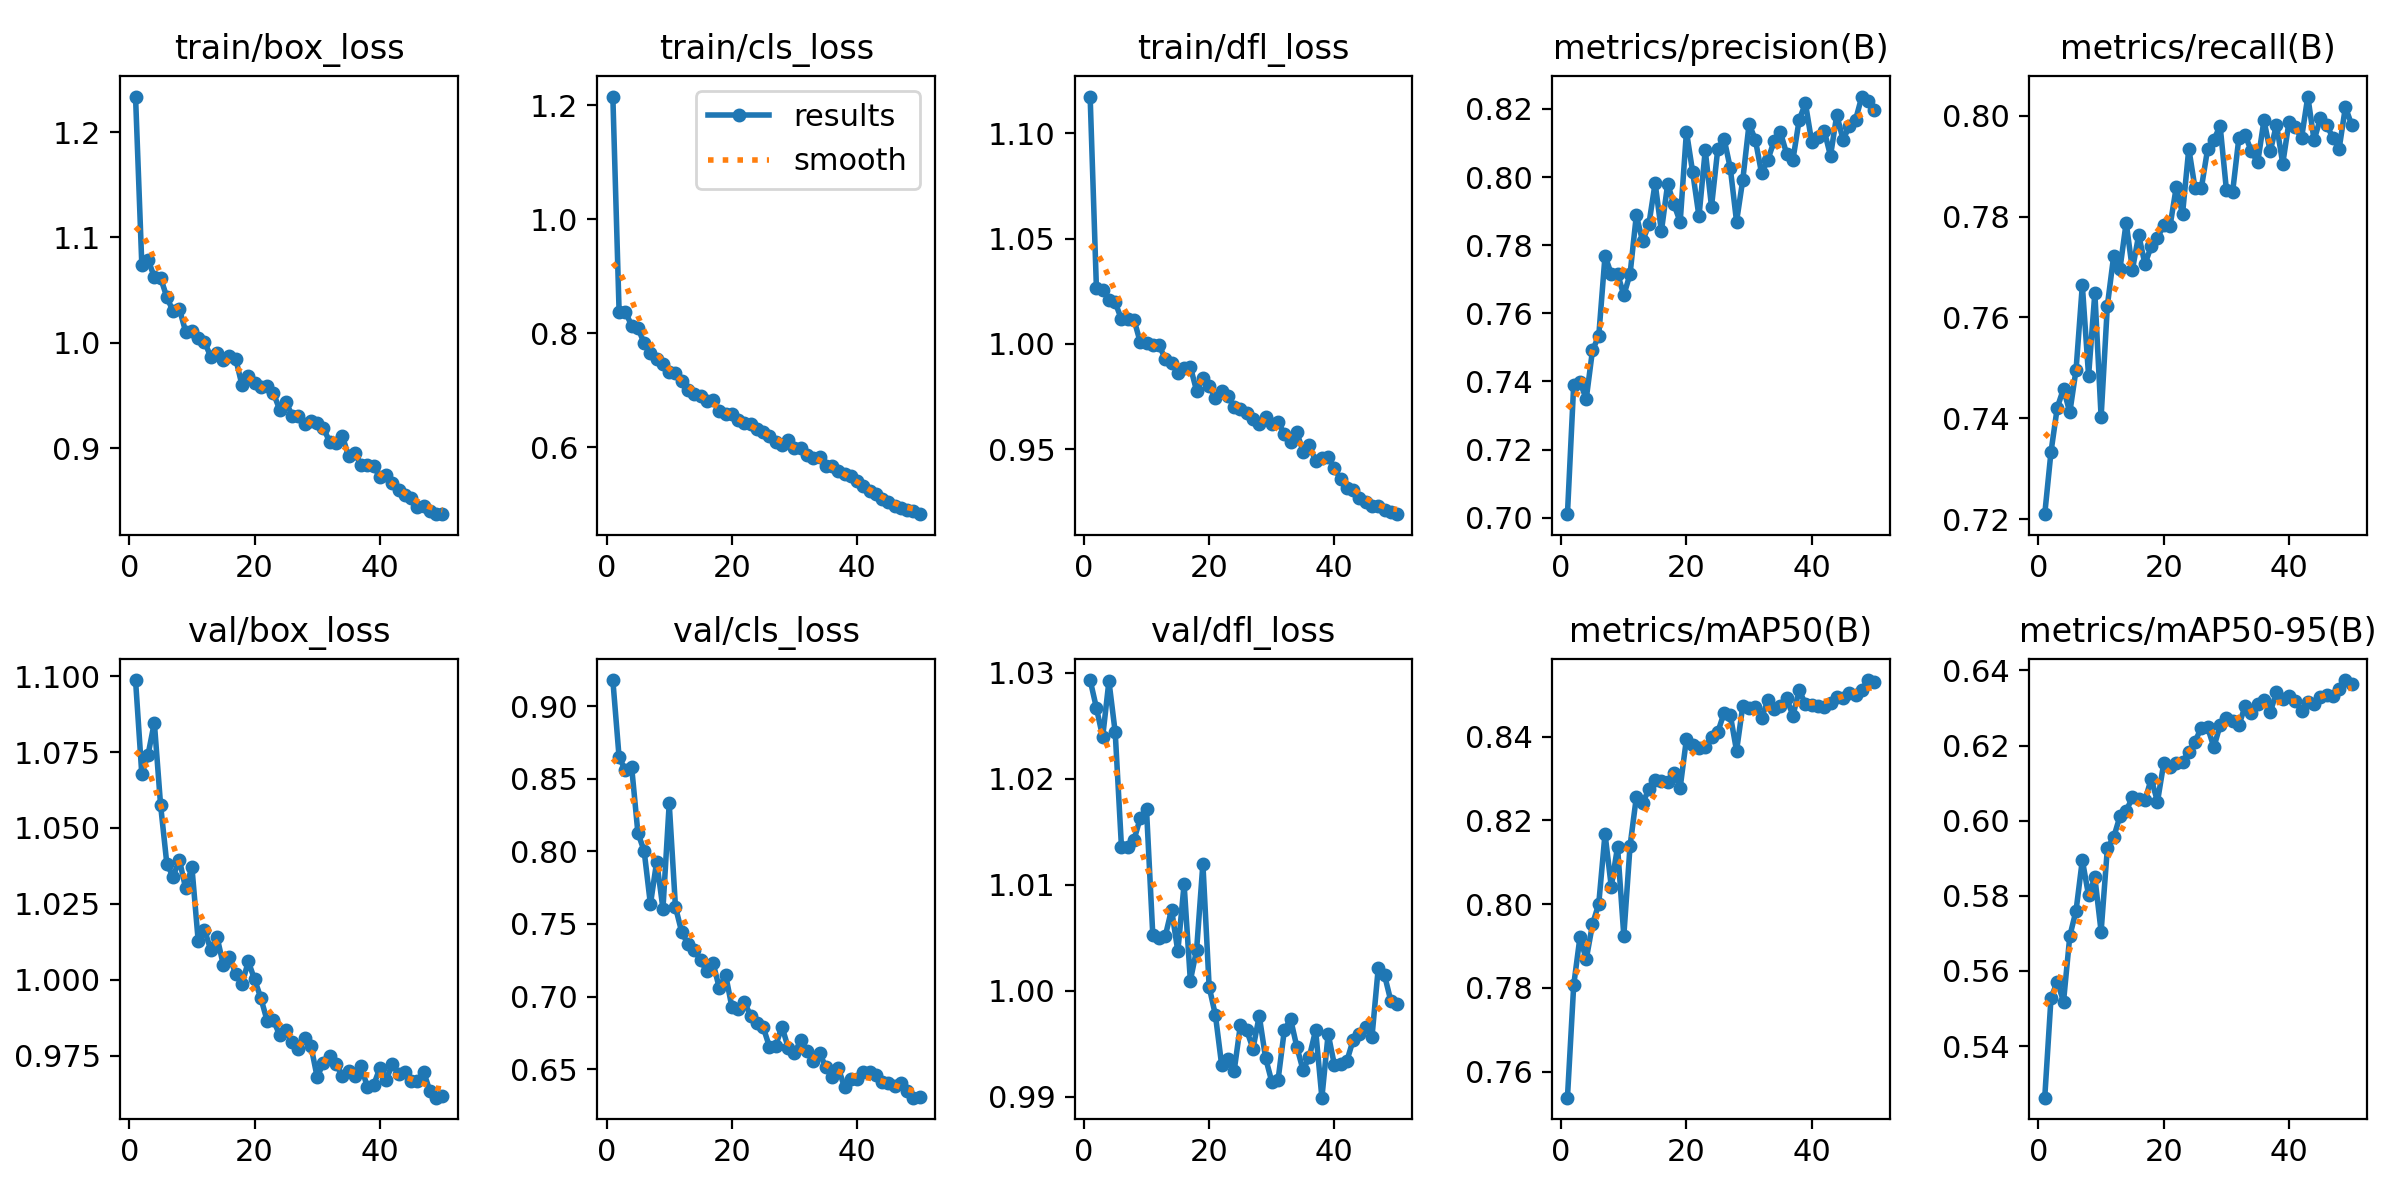 train/box_loss
1.2
1.1
1.0
0.9
0 20 40
train/cls_loss
results
smooth
1.2
1.0
0.8
0.6
0 20 40
train/dfl_loss
1.10
1.05
1.00
0.95
0 20 40
metrics/precision(B)
0.82
0.80
0.78
0.76
0.74
0.72
0.70
0 20 40
metrics/recall(B)
0.80
0.78
0.76
0.74
0.72
0 20 40
val/box_loss
1.100
1.075
1.050
1.025
1.000
0.975
0 20 40
val/cls_loss
0.90
0.85
0.80
0.75
0.70
0.65
0 20 40
val/dfl_loss
1.03
1.02
1.01
1.00
0.99
0 20 40
metrics/mAP50(B)
0.84
0.82
0.80
0.78
0.76
0 20 40
metrics/mAP50-95(B)
0.64
0.62
0.60
0.58
0.56
0.54
0 20 40